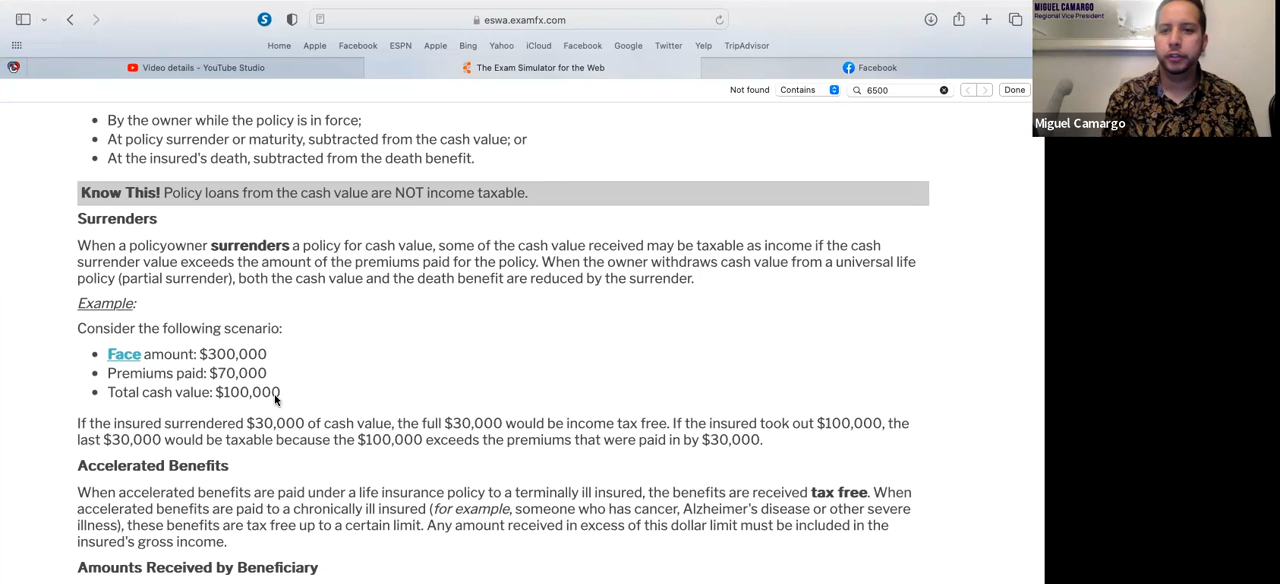 eswa.examfx.com
Home Apple Facebook ESPN Apple Bing Yahoo iCloud Facebook Google Twitter Yelp TripAdvisor
Video details - YouTube Studio
The Exam Simulator for the Web
Facebook
Not found Contains 6500 Done
MIGUEL CAMARGO
Regional Vice President
Miguel Camargo
By the owner while the policy is in force;
At policy surrender or maturity, subtracted from the cash value; or
At the insured's death, subtracted from the death benefit.
Know This! Policy loans from the cash value are NOT income taxable.
Surrenders
When a policyowner surrenders a policy for cash value, some of the cash value received may be taxable as income if the cash
surrender value exceeds the amount of the premiums paid for the policy. When the owner withdraws cash value from a universal life
policy (partial surrender), both the cash value and the death benefit are reduced by the surrender.
Example:
Consider the following scenario:
Face amount: $300,000
Premiums paid: $70,000
Total cash value: $100,000
If the insured surrendered $30,000 of cash value, the full $30,000 would be income tax free. If the insured took out $100,000, the
last $30,000 would be taxable because the $100,000 exceeds the premiums that were paid in by $30,000.
Accelerated Benefits
When accelerated benefits are paid under a life insurance policy to a terminally ill insured, the benefits are received tax free. When
accelerated benefits are paid to a chronically ill insured (for example, someone who has cancer, Alzheimer's disease or other severe
illness), these benefits are tax free up to a certain limit. Any amount received in excess of this dollar limit must be included in the
insured's gross income.
Amounts Received by Beneficiary